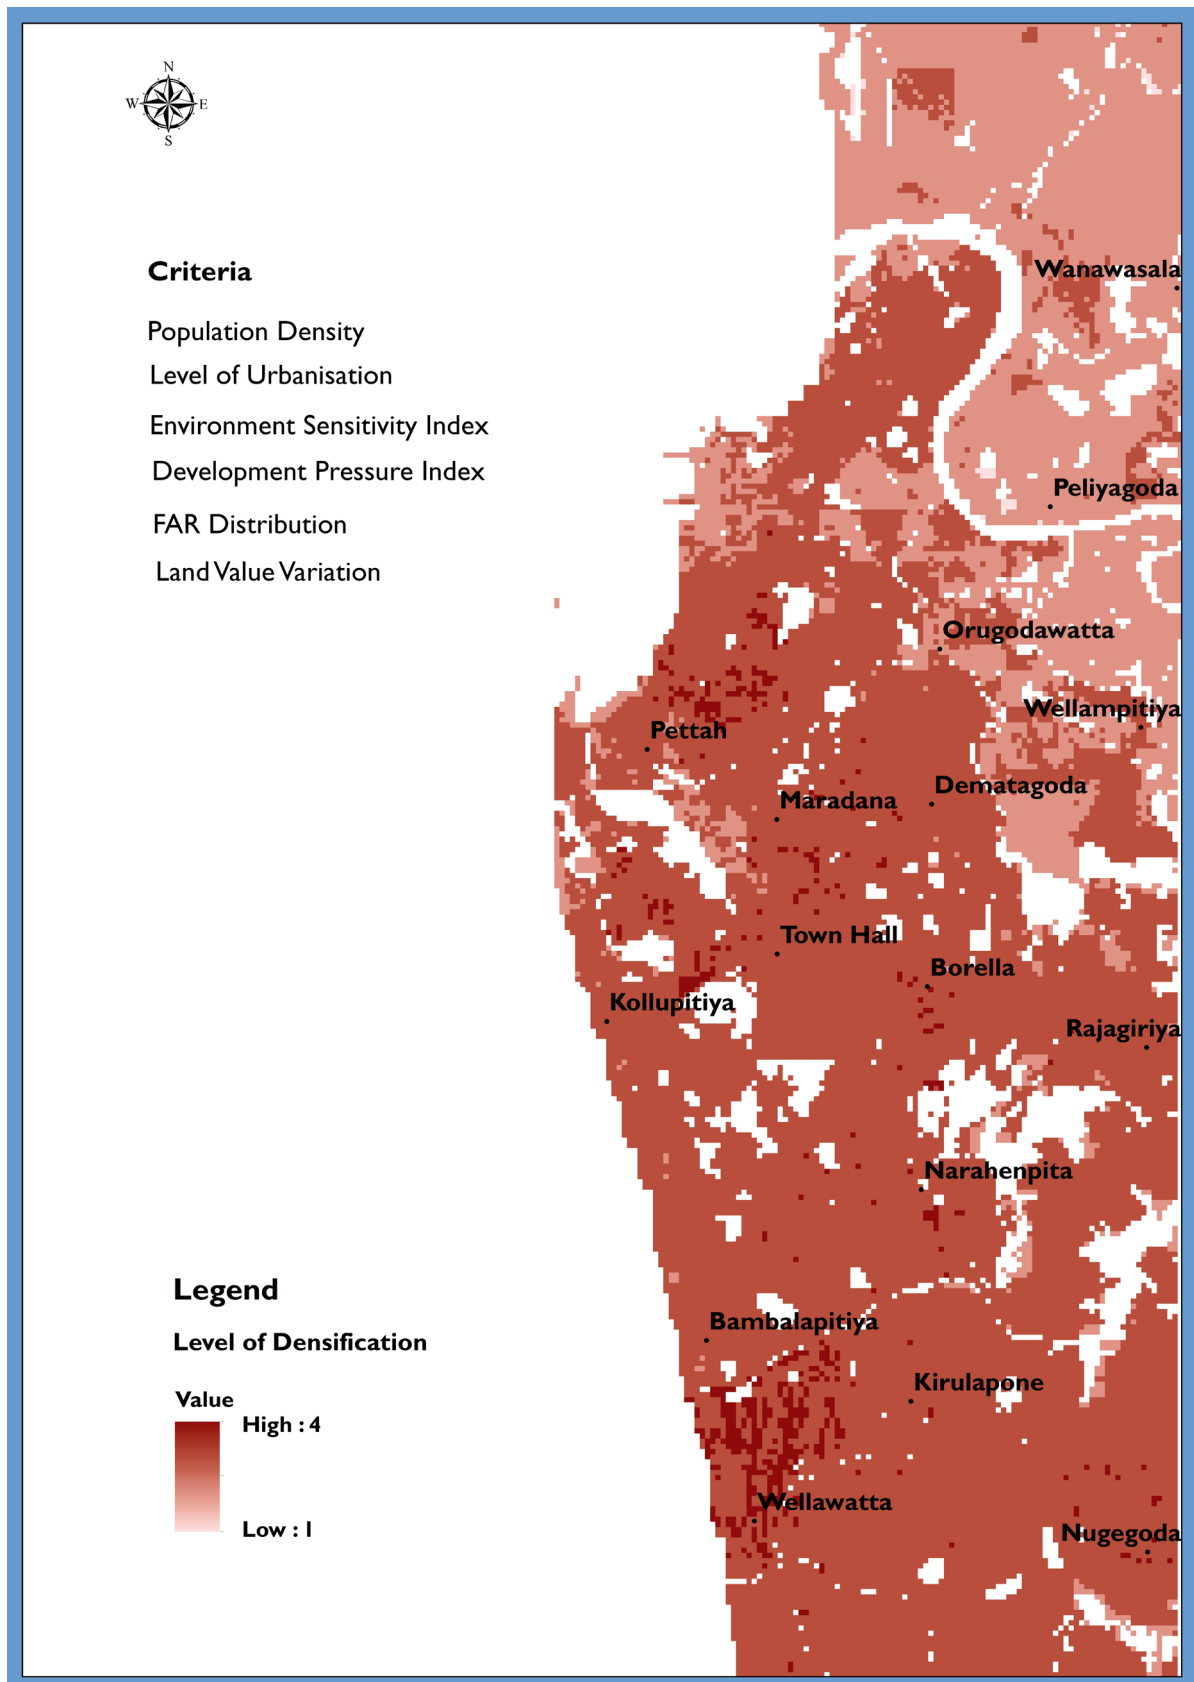 N
W E
S
Criteria
Population Density
Level of Urbanisation
Environment Sensitivity Index
Development Pressure Index
FAR Distribution
Land Value Variation
Wanawasala
Peliyagoda
Orugodawatta
Wellampitiya
Pettah
Dematagoda
Maradana
Town Hall
Borella
Kollupitiya
Rajagiriya
Narahenpita
Bambalapitiya
Kirulapone
Wellawatta
Nugegoda
Legend
Level of Densification
Value
High : 4
Low : 1